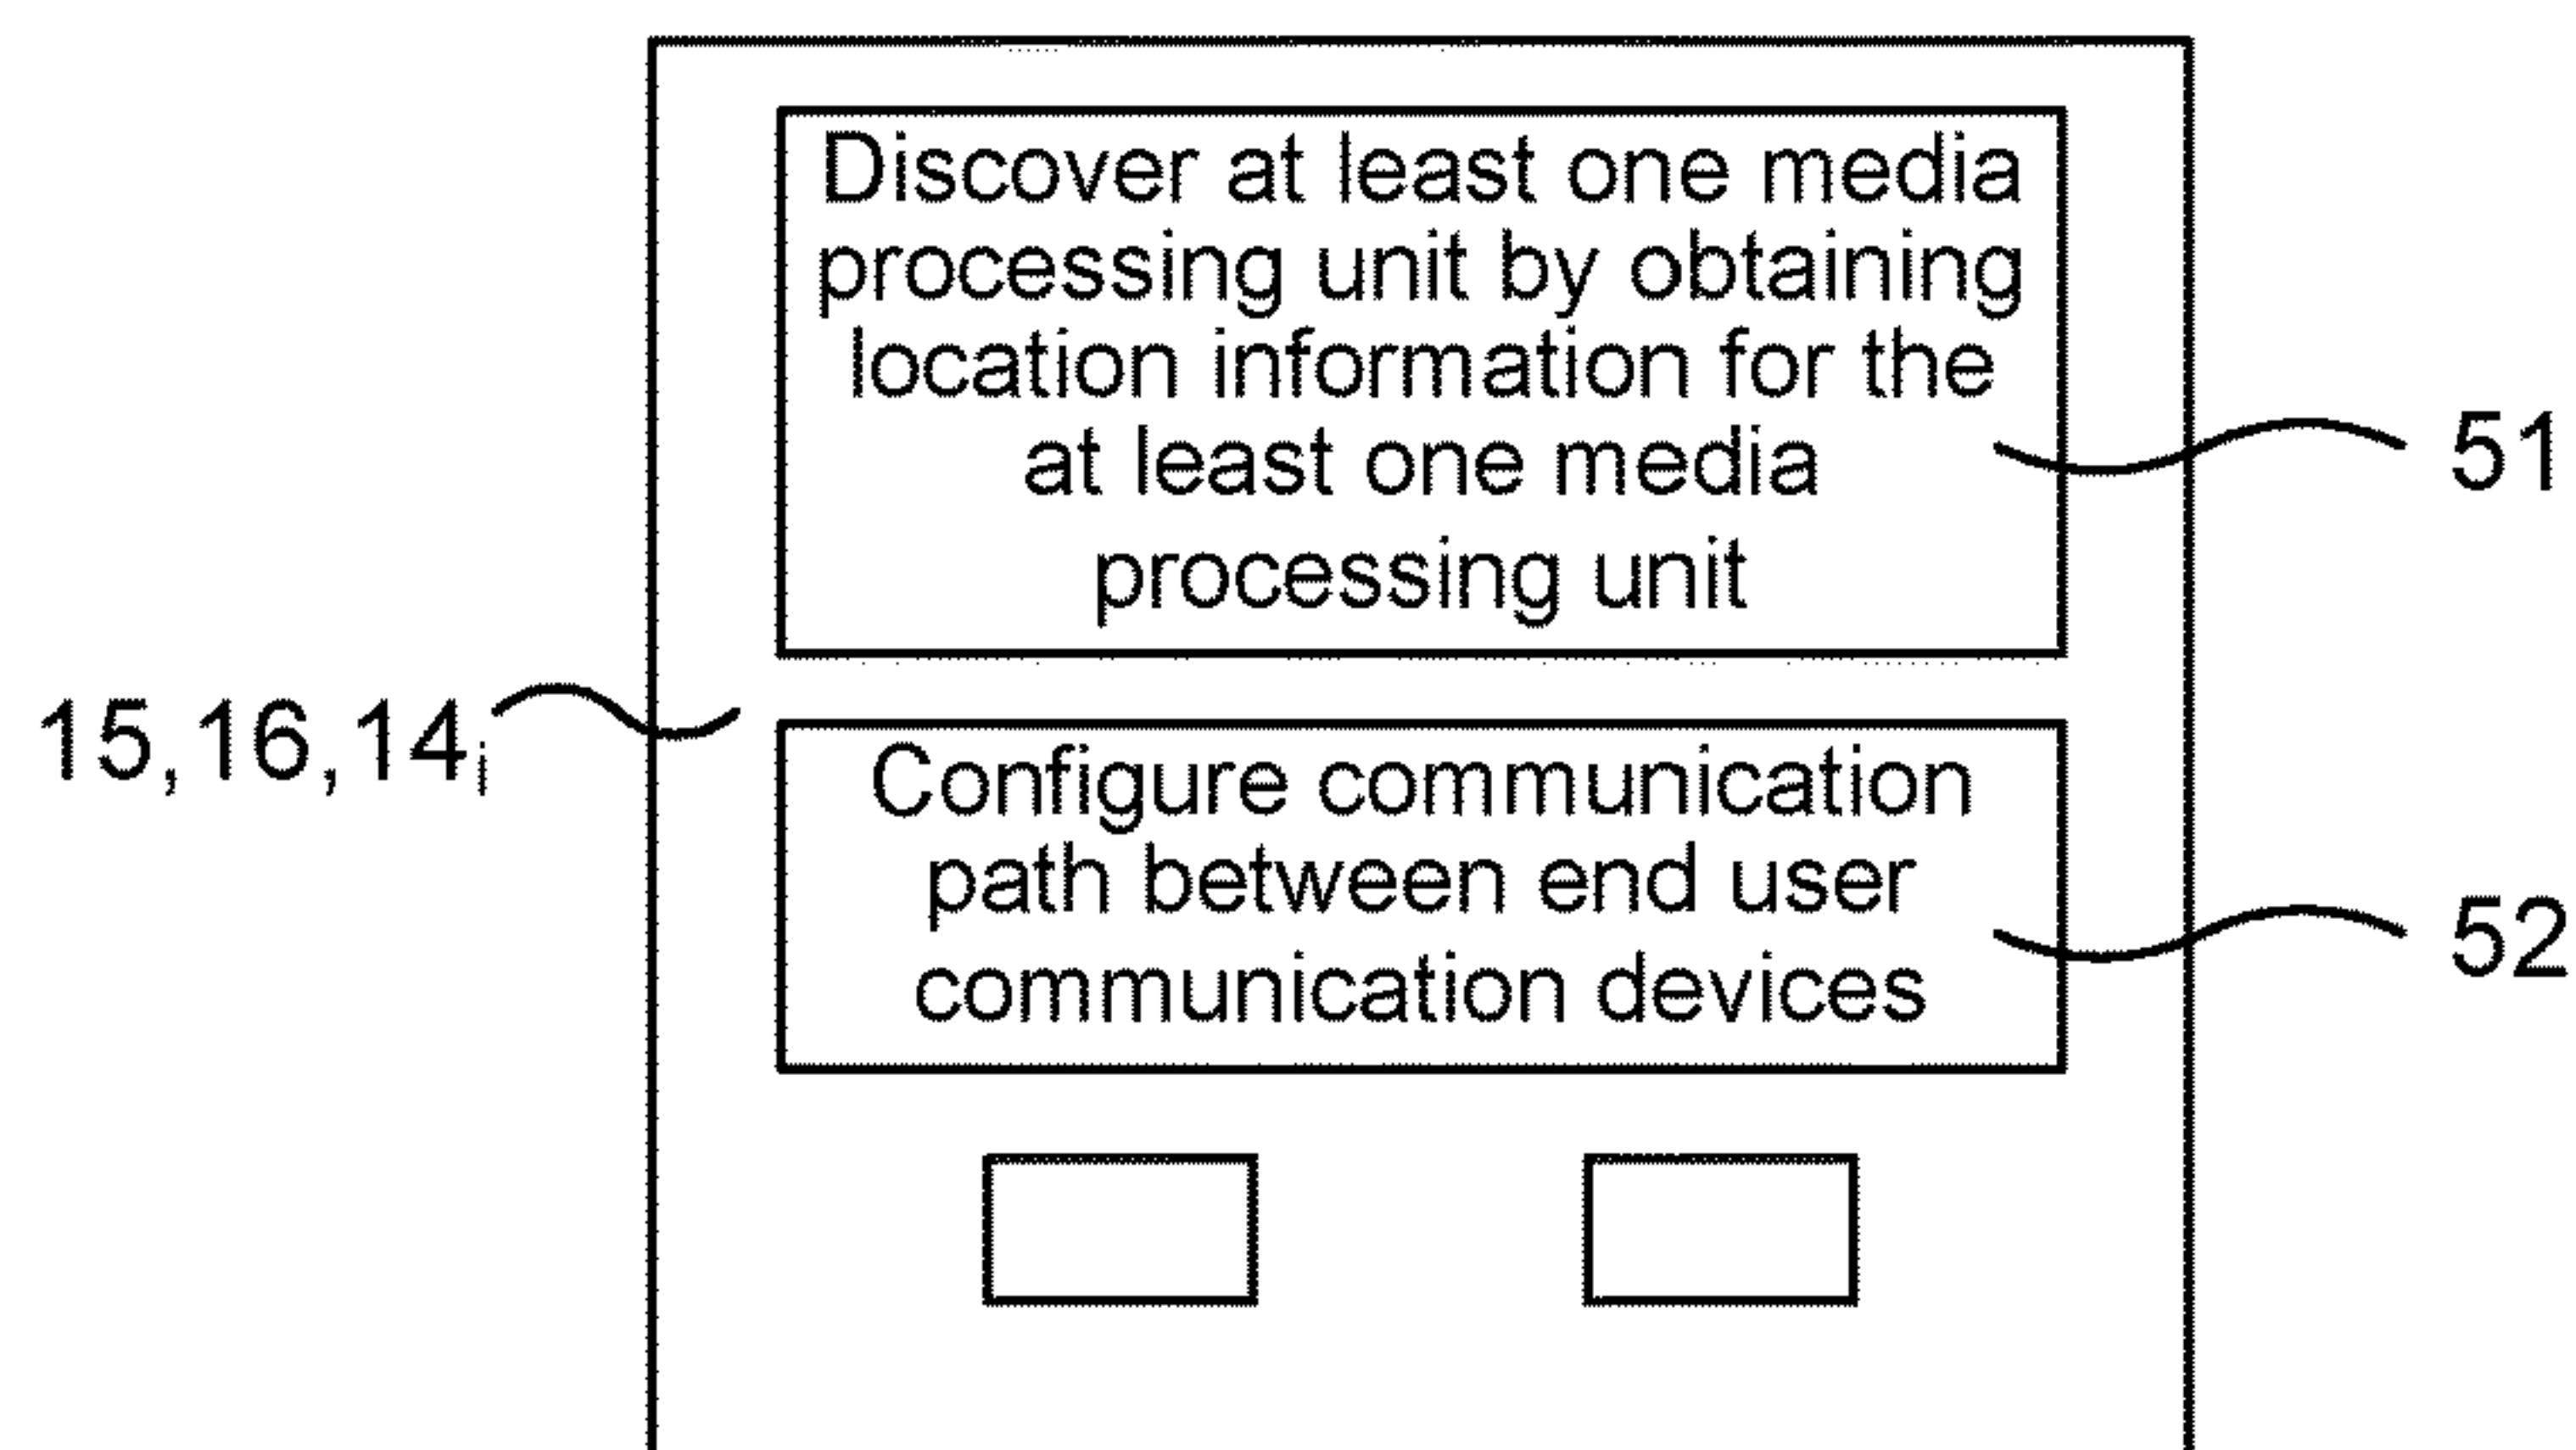 Discover at least one media
processing unit by obtaining
location information for the
at least one media
processing unit
51
15,16,14i
Configure communication
path between end user
communication devices
52